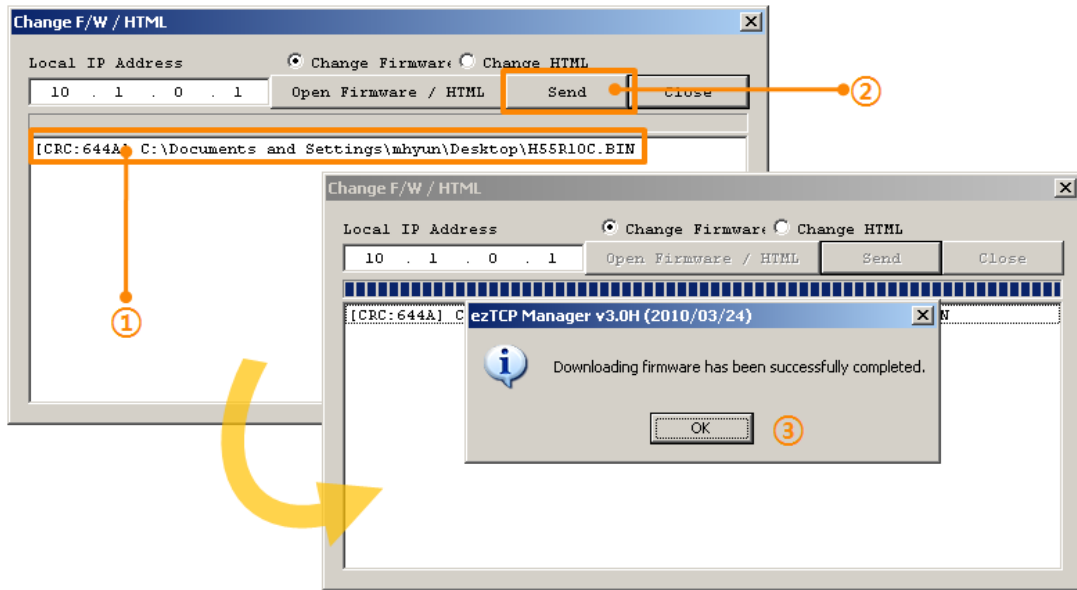 Change F/W / HTML
Local IP Address
Change Firmware
Change HTML
10 . 1 . 0 . 1
Open Firmware / HTML
Send
Close
②
[CRC:644A] C:\Documents and Settings\mhyun\Desktop\H55R10C.BIN
①
Change F/W / HTML
Local IP Address
Change Firmware
Change HTML
10 . 1 . 0 . 1
Open Firmware / HTML
Send
Close
[CRC:644A] C
N
ezTCP Manager v3.0H (2010/03/24)
Downloading firmware has been successfully completed.
OK
③